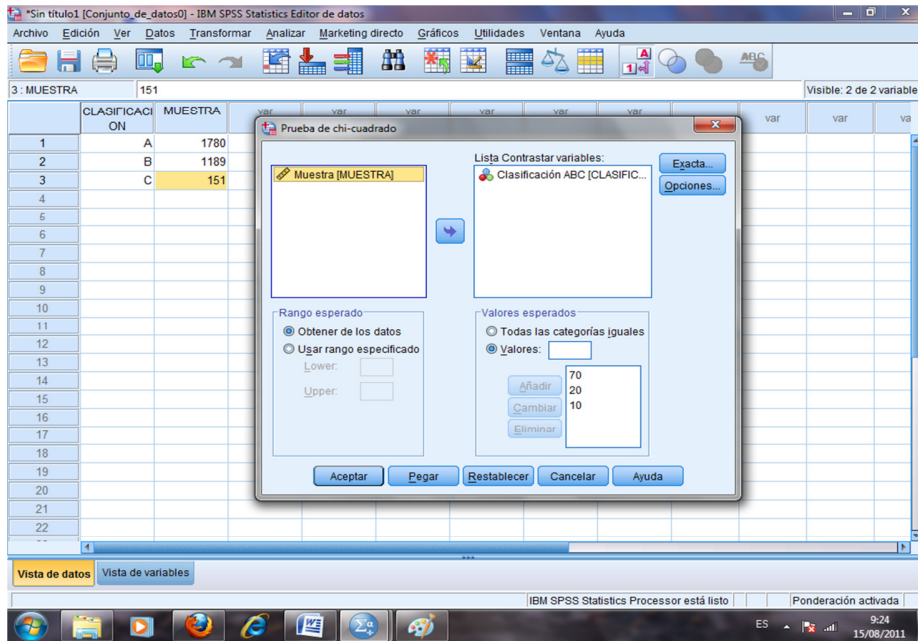 *Sin título1 [Conjunto_de_datos0] - IBM SPSS Statistics Editor de datos
Archivo Edición Ver Datos Transformar Analizar Marketing directo Gráficos Utilidades Ventana Ayuda
3 : MUESTRA 151 Visible: 2 de 2 variable
CLASIFICACI
ON
MUESTRA var var var var var var var var va
1 A 1780
2 B 1189
3 C 151
4
5
6
7
8
9
10
11
12
13
14
15
16
17
18
19
20
21
22
Prueba de chi-cuadrado
Muestra [MUESTRA]
Lista Contrastar variables:
Clasificación ABC [CLASIFIC...
Exacta...
Opciones...
Rango esperado
Obtener de los datos
Usar rango especificado
Lower:
Upper:
Valores esperados
Todas las categorías iguales
Valores:
Añadir
Cambiar
Eliminar
70
20
10
Aceptar Pegar Restablecer Cancelar Ayuda
Vista de datos Vista de variables
IBM SPSS Statistics Processor está listo Ponderación activada
ES 9:24
15/08/2011